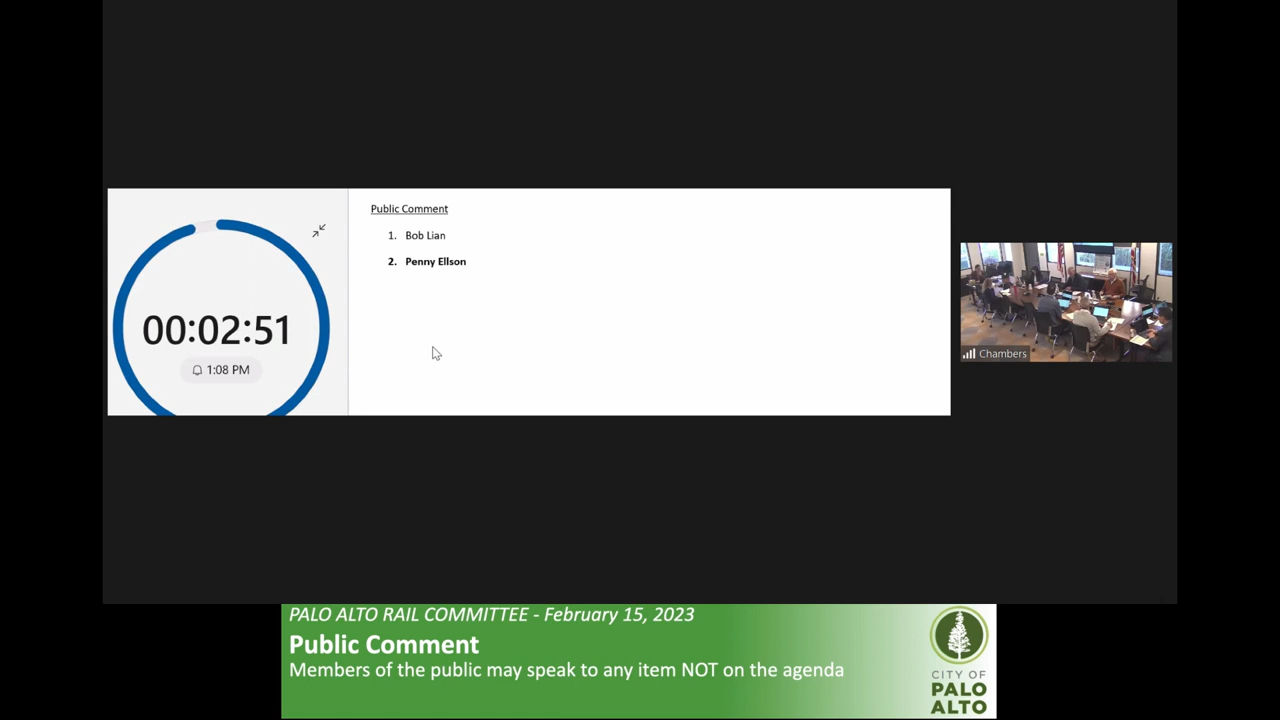 Public Comment
1. Bob Lian
2. Penny Ellson
00:02:51
1:08 PM
Chambers
PALO ALTO RAIL COMMITTEE - February 15, 2023
Public Comment
Members of the public may speak to any item NOT on the agenda
CITY OF
PALO
ALTO